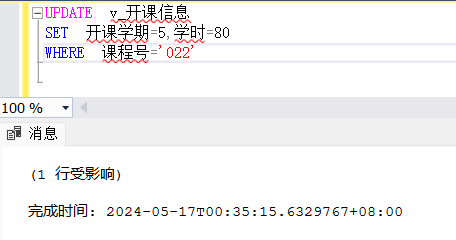 UPDATE v_开课信息
SET 开课学期=5,学时=80
WHERE 课程号='022'
100 %
消息
(1 行受影响)
完成时间: 2024-05-17T00:35:15.6329767+08:00